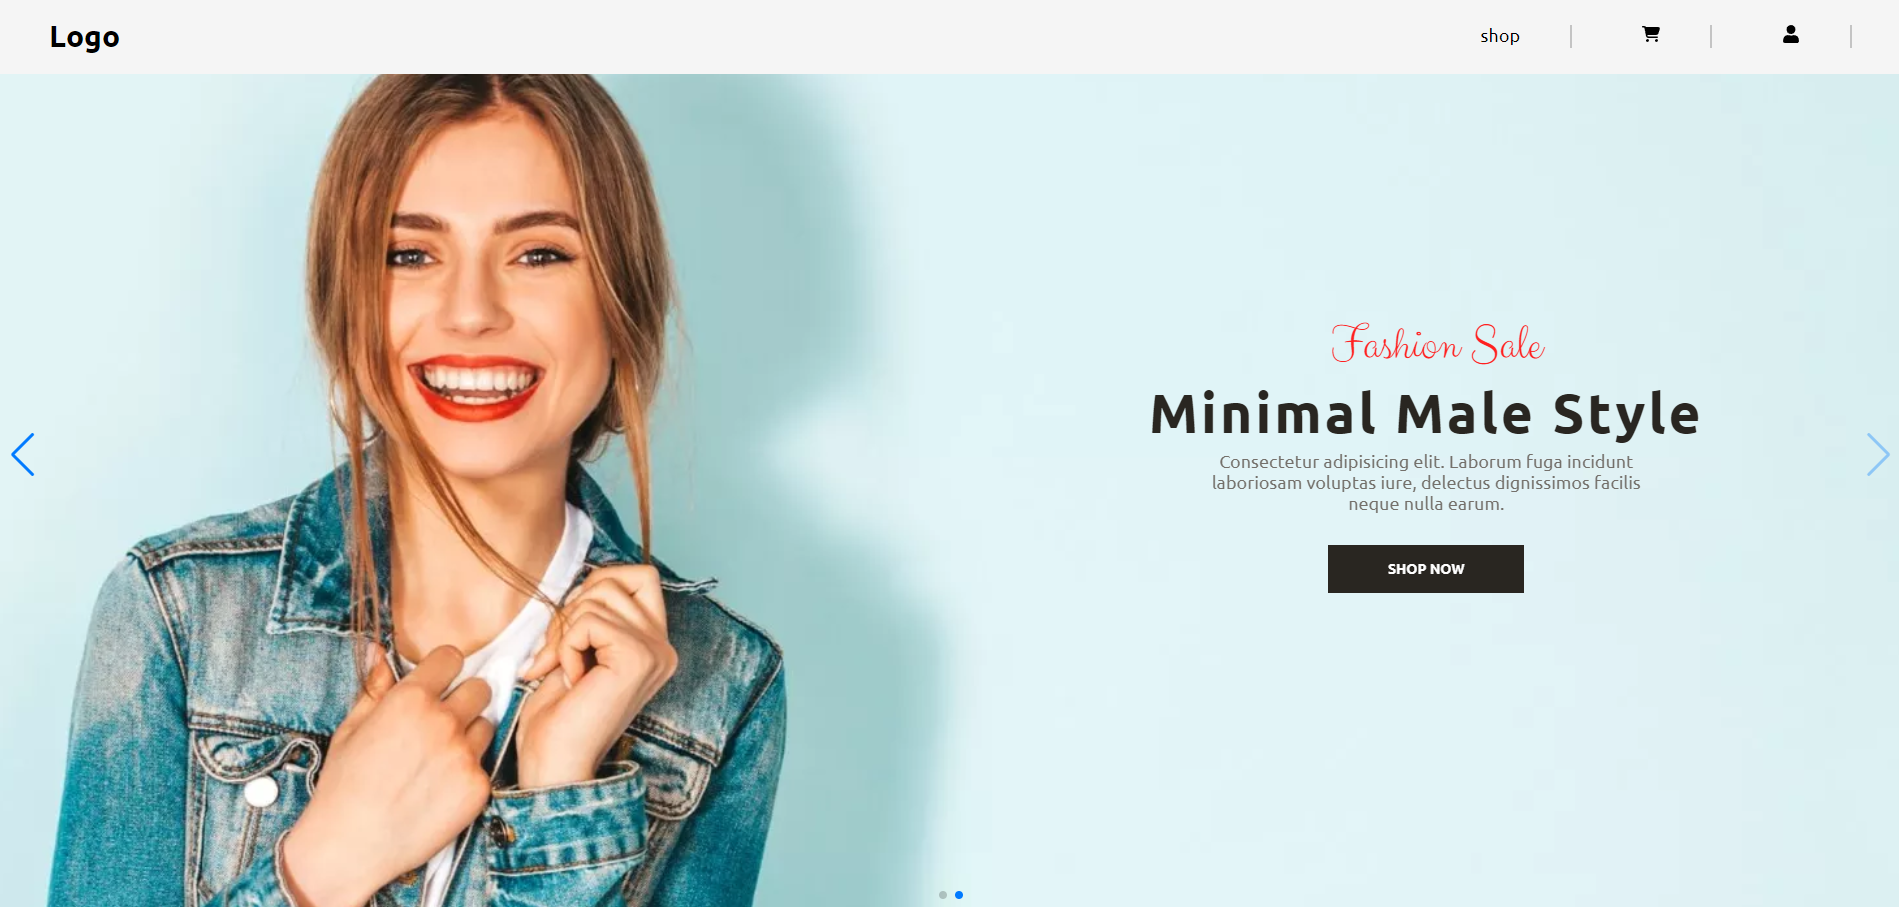 Logo
shop
Fashion Sale
Minimal Male Style
Consectetur adipisicing elit. Laborum fuga incidunt
laboriosam voluptas iure, delectus dignissimos facilis
neque nulla earum.
SHOP NOW